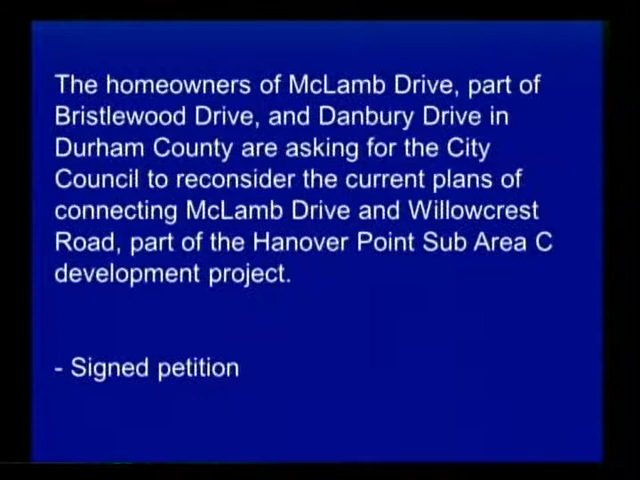 The homeowners of McLamb Drive, part of
Bristlewood Drive, and Danbury Drive in
Durham County are asking for the City
Council to reconsider the current plans of
connecting McLamb Drive and Willowcrest
Road, part of the Hanover Point Sub Area C
development project.
- Signed petition